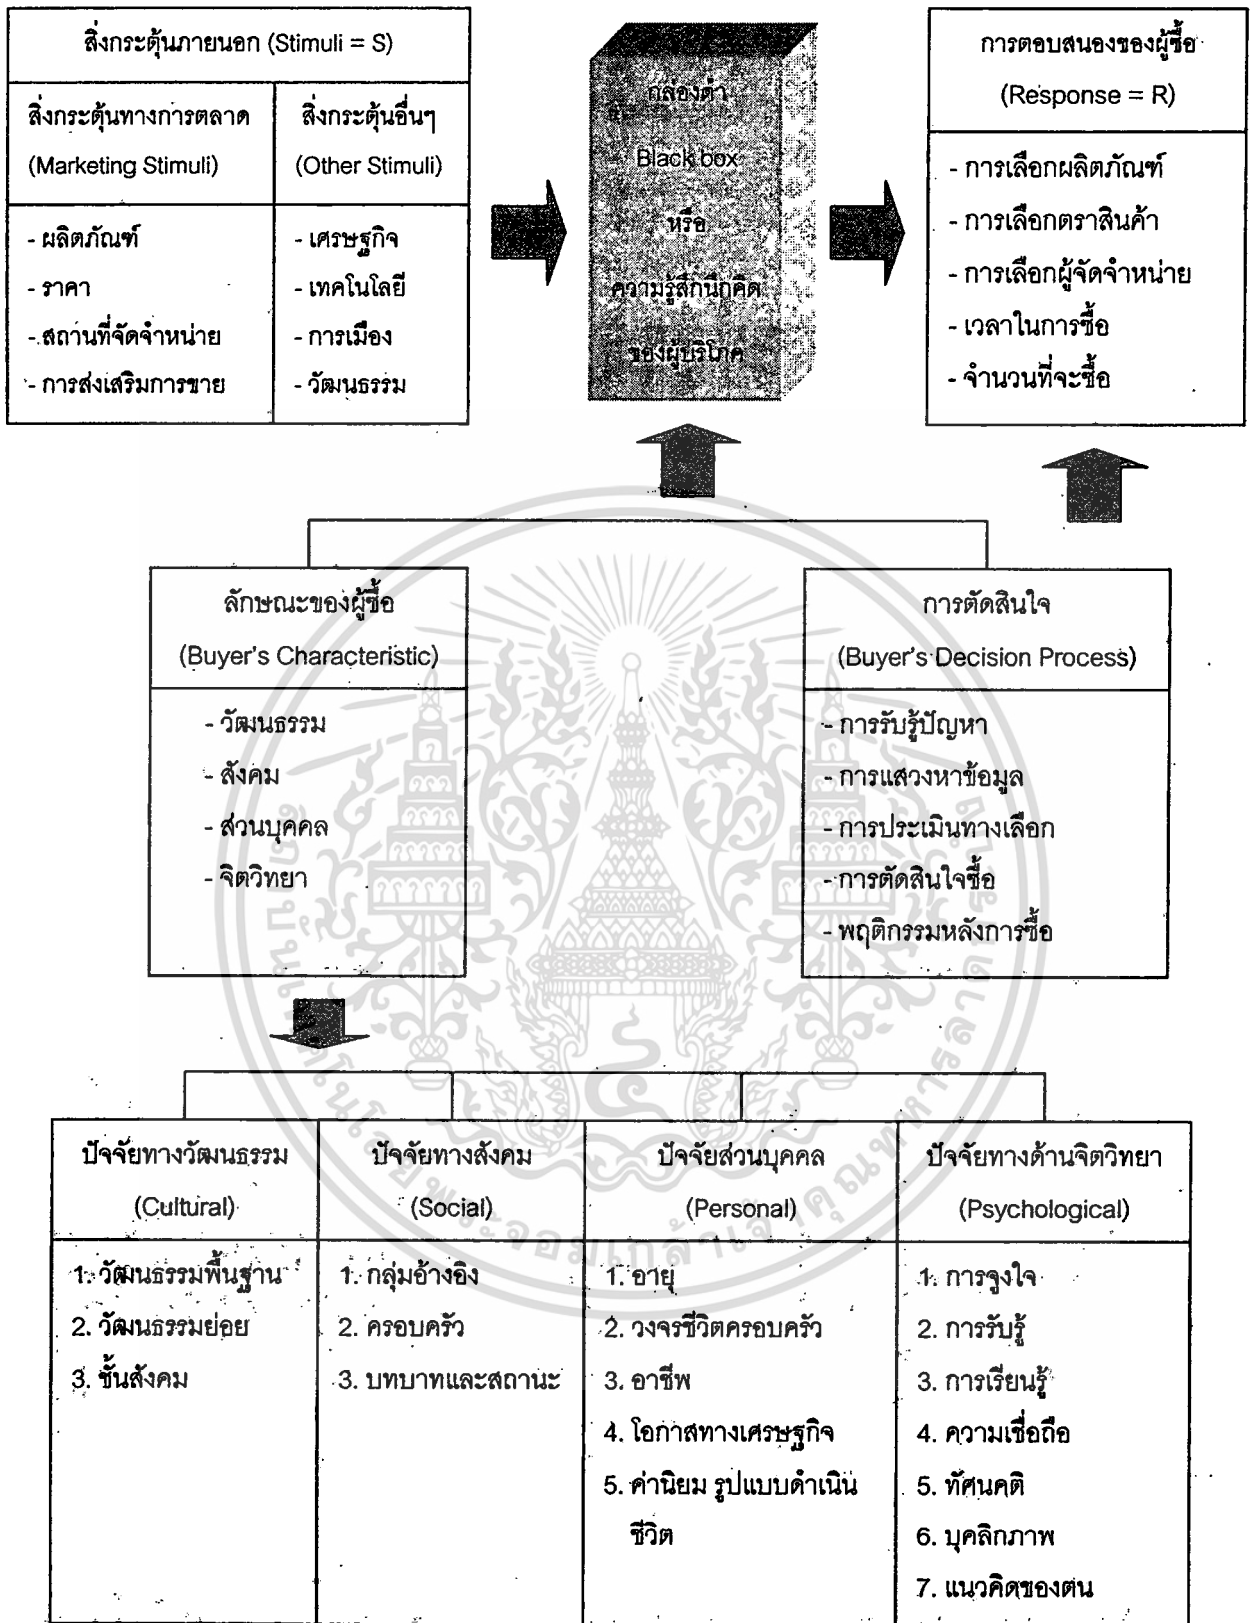 สิ่งกระตุ้นภายนอก (Stimuli = S)
สิ่งกระตุ้นทางการตลาด
(Marketing Stimuli)
- ผลิตภัณฑ์
- ราคา
- สถานที่จัดจำหน่าย
- การส่งเสริมการขาย
สิ่งกระตุ้นอื่นๆ
(Other Stimuli)
- เศรษฐกิจ
- เทคโนโลยี
- การเมือง
- วัฒนธรรม
กล่องดำ
Black box
หรือ
ความรู้สึกนึกคิด
ของผู้บริโภค
การตอบสนองของผู้ซื้อ
(Response = R)
- การเลือกผลิตภัณฑ์
- การเลือกตราสินค้า
- การเลือกผู้จัดจำหน่าย
- เวลาในการซื้อ
- จำนวนที่จะซื้อ
ลักษณะของผู้ซื้อ
(Buyer's Characteristic)
- วัฒนธรรม
- สังคม
- ส่วนบุคคล
- จิตวิทยา
การตัดสินใจ
(Buyer's Decision Process)
- การรับรู้ปัญหา
- การแสวงหาข้อมูล
- การประเมินทางเลือก
- การตัดสินใจซื้อ
- พฤติกรรมหลังการซื้อ
ปัจจัยทางวัฒนธรรม
(Cultural)
1. วัฒนธรรมพื้นฐาน
2. วัฒนธรรมย่อย
3. ชั้นสังคม
ปัจจัยทางสังคม
(Social)
1. กลุ่มอ้างอิง
2. ครอบครัว
3. บทบาทและสถานะ
ปัจจัยส่วนบุคคล
(Personal)
1. อายุ
2. วงจรชีวิตครอบครัว
3. อาชีพ
4. โอกาสทางเศรษฐกิจ
5. ค่านิยม รูปแบบดำเนิน
ชีวิต
ปัจจัยทางด้านจิตวิทยา
(Psychological)
1. การจูงใจ
2. การรับรู้
3. การเรียนรู้
4. ความเชื่อถือ
5. ทัศนคติ
6. บุคลิกภาพ
7. แนวคิดของตน